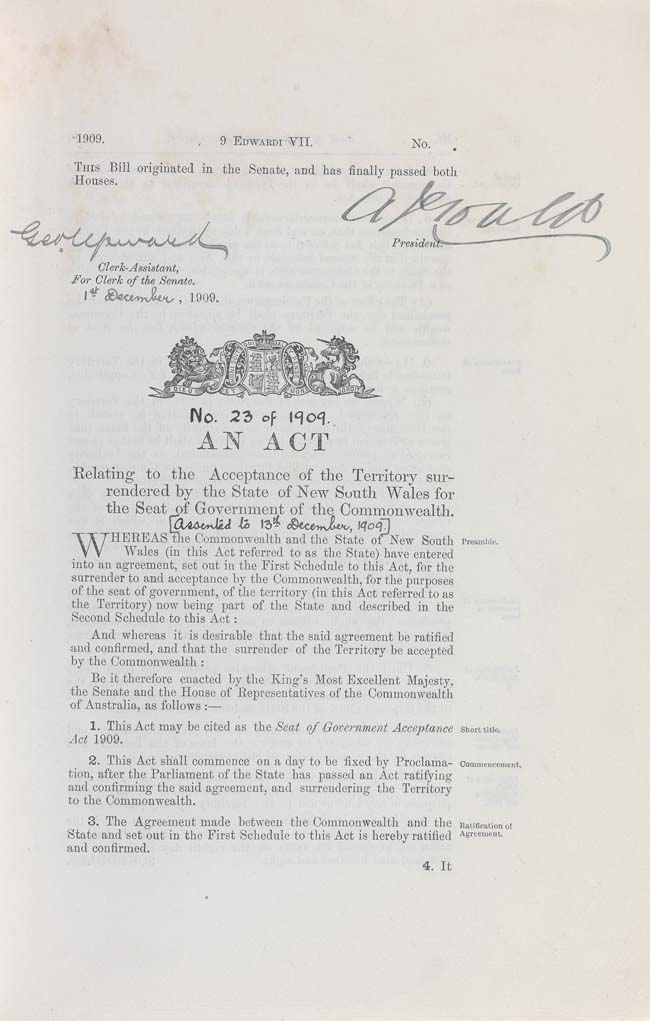 1909. 9 EDWARDI VII. No. .
THIS Bill originated in the Senate, and has finally passed both
Houses.
President.
Geo. Upward
Clerk-Assistant,
For Clerk of the Senate.
1st December, 1909.
DIEU ET MON DROIT
No. 23 of 1909.
AN ACT
Relating to the Acceptance of the Territory sur-
rendered by the State of New South Wales for
the Seat of Government of the Commonwealth.
[Assented to 13th December, 1909.]
WHEREAS the Commonwealth and the State of New South Preamble.
Wales (in this Act referred to as the State) have entered
into an agreement, set out in the First Schedule to this Act, for the
surrender to and acceptance by the Commonwealth, for the purposes
of the seat of government, of the territory (in this Act referred to as
the Territory) now being part of the State and described in the
Second Schedule to this Act :
And whereas it is desirable that the said agreement be ratified
and confirmed, and that the surrender of the Territory be accepted
by the Commonwealth :
Be it therefore enacted by the King's Most Excellent Majesty,
the Senate and the House of Representatives of the Commonwealth
of Australia, as follows :—
1. This Act may be cited as the Seat of Government Acceptance Short title.
Act 1909.
2. This Act shall commence on a day to be fixed by Proclama- Commencement.
tion, after the Parliament of the State has passed an Act ratifying
and confirming the said agreement, and surrendering the Territory
to the Commonwealth.
3. The Agreement made between the Commonwealth and the Ratification of
State and set out in the First Schedule to this Act is hereby ratified Agreement.
and confirmed.
4. It